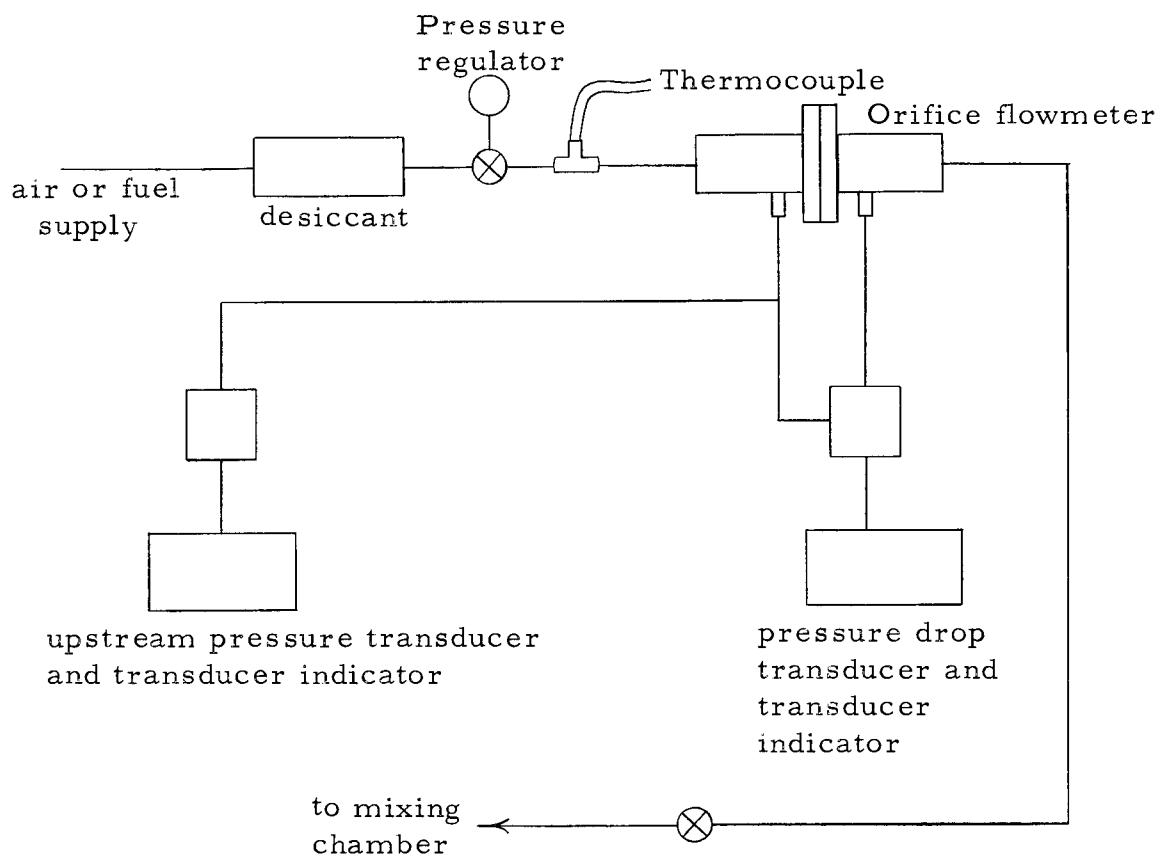 Pressure
regulator
Thermocouple
Orifice flowmeter
air or fuel
supply
desiccant
upstream pressure transducer
and transducer indicator
pressure drop
transducer and
transducer
indicator
to mixing
chamber